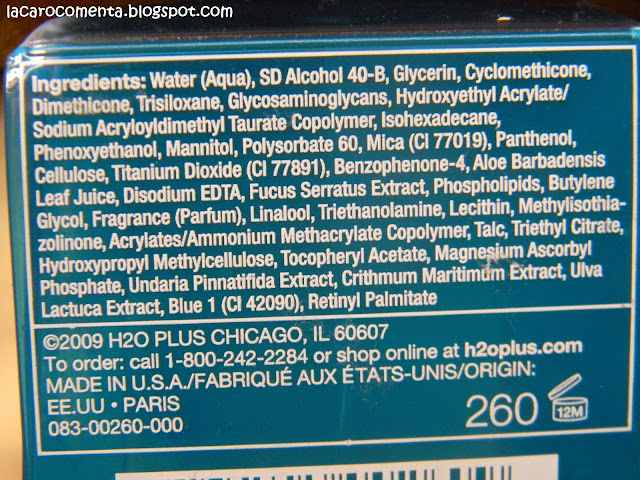 lacarocomenta.blogspot.com
Ingredients: Water (Aqua), SD Alcohol 40-B, Glycerin, Cyclomethicone,
Dimethicone, Trisiloxane, Glycosaminoglycans, Hydroxyethyl Acrylate/
Sodium Acryloyldimethyl Taurate Copolymer, Isohexadecane,
Phenoxyethanol, Mannitol, Polysorbate 60, Mica (CI 77019), Panthenol,
Cellulose, Titanium Dioxide (CI 77891), Benzophenone-4, Aloe Barbadensis
Leaf Juice, Disodium EDTA, Fucus Serratus Extract, Phospholipids, Butylene
Glycol, Fragrance (Parfum), Linalool, Triethanolamine, Lecithin, Methylisothia-
zolinone, Acrylates/Ammonium Methacrylate Copolymer, Talc, Triethyl Citrate,
Hydroxypropyl Methylcellulose, Tocopheryl Acetate, Magnesium Ascorbyl
Phosphate, Undaria Pinnatifida Extract, Crithmum Maritimum Extract, Ulva
Lactuca Extract, Blue 1 (CI 42090), Retinyl Palmitate
©2009 H2O PLUS CHICAGO, IL 60607
To order: call 1-800-242-2284 or shop online at h2oplus.com
MADE IN U.S.A./FABRIQUÉ AUX ÉTATS-UNIS/ORIGIN:
EE.UU • PARIS
083-00260-000
260
12M